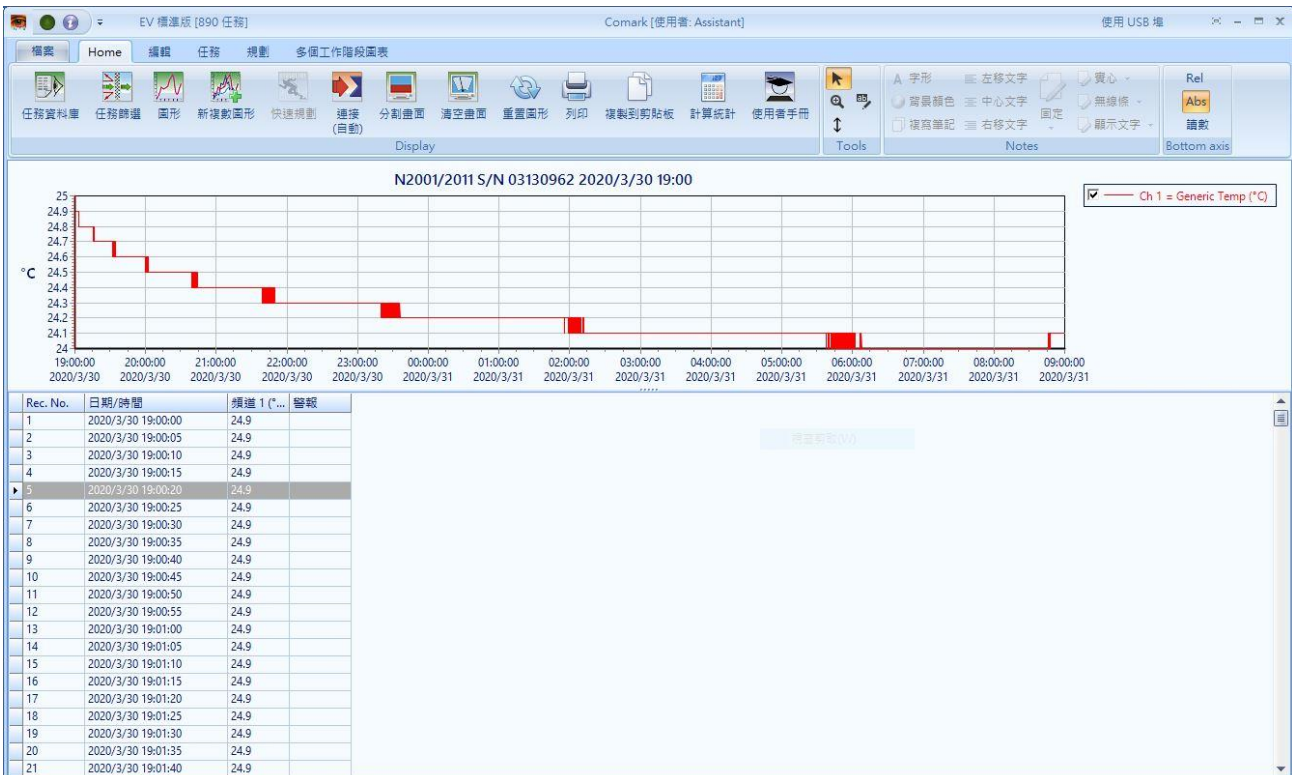 EV 標準版 [890 任務] Comark [使用者: Assistant] 使用 USB 埠
檔案 Home 編輯 任務 規劃 多個工作階段圖表
任務資料庫 任務篩選 圖形 新複數圖形 快速規劃 連接 (自動) 分割畫面 清空畫面 重置圖形 列印 複製到剪貼板 計算統計 使用者手冊
A 字形 左移文字 實心 Rel
背景顏色 中心文字 固定 無線條 Abs
複寫筆記 右移文字 顯示文字 讀數
Display Tools Notes Bottom axis
N2001/2011 S/N 03130962 2020/3/30 19:00
Ch 1 = Generic Temp (°C)
25
24.9
24.8
24.7
24.6
°C 24.5
24.4
24.3
24.2
24.1
24
19:00:00 20:00:00 21:00:00 22:00:00 23:00:00 00:00:00 01:00:00 02:00:00 03:00:00 04:00:00 05:00:00 06:00:00 07:00:00 08:00:00 09:00:00
2020/3/30 2020/3/30 2020/3/30 2020/3/30 2020/3/30 2020/3/31 2020/3/31 2020/3/31 2020/3/31 2020/3/31 2020/3/31 2020/3/31 2020/3/31 2020/3/31 2020/3/31
Rec. No. 日期/時間 頻道 1 (°... 警報
1 2020/3/30 19:00:00 24.9
2 2020/3/30 19:00:05 24.9
3 2020/3/30 19:00:10 24.9
4 2020/3/30 19:00:15 24.9
5 2020/3/30 19:00:20 24.9
6 2020/3/30 19:00:25 24.9
7 2020/3/30 19:00:30 24.9
8 2020/3/30 19:00:35 24.9
9 2020/3/30 19:00:40 24.9
10 2020/3/30 19:00:45 24.9
11 2020/3/30 19:00:50 24.9
12 2020/3/30 19:00:55 24.9
13 2020/3/30 19:01:00 24.9
14 2020/3/30 19:01:05 24.9
15 2020/3/30 19:01:10 24.9
16 2020/3/30 19:01:15 24.9
17 2020/3/30 19:01:20 24.9
18 2020/3/30 19:01:25 24.9
19 2020/3/30 19:01:30 24.9
20 2020/3/30 19:01:35 24.9
21 2020/3/30 19:01:40 24.9